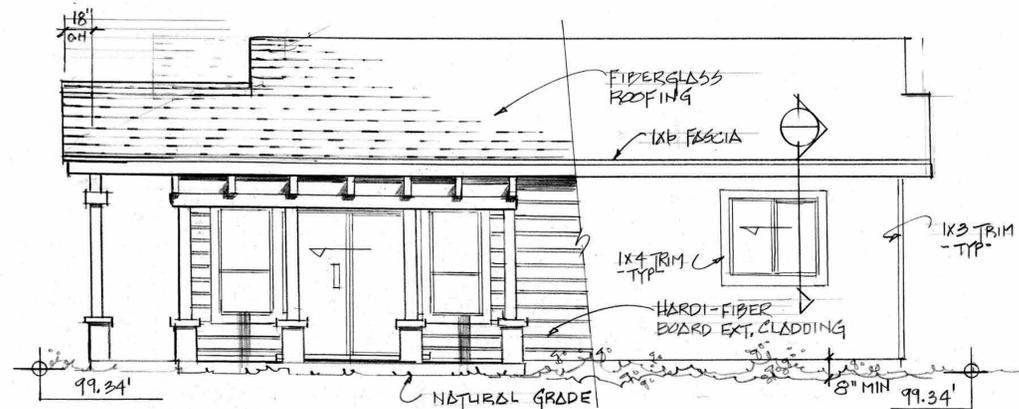 18"
OH
FIBERGLASS
ROOFING
1X6 FASCIA
1X3 TRIM
-TYP-
1X4 TRIM
-TYP-
HARDI-FIBER
BOARD EXT. CLADDING
99.34'
NATURAL GRADE
8" MIN
99.34'